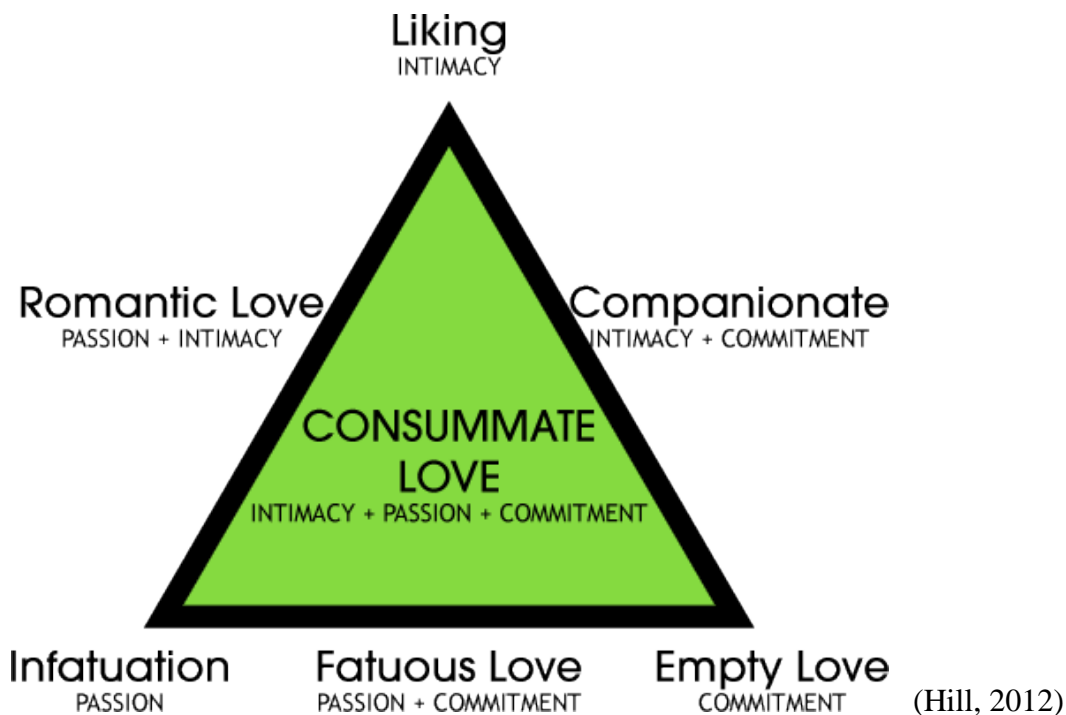 Liking
INTIMACY
Romantic Love
PASSION + INTIMACY
Companionate
INTIMACY + COMMITMENT
CONSUMMATE
LOVE
INTIMACY + PASSION + COMMITMENT
Infatuation
PASSION
Fatuous Love
PASSION + COMMITMENT
Empty Love
COMMITMENT
(Hill, 2012)